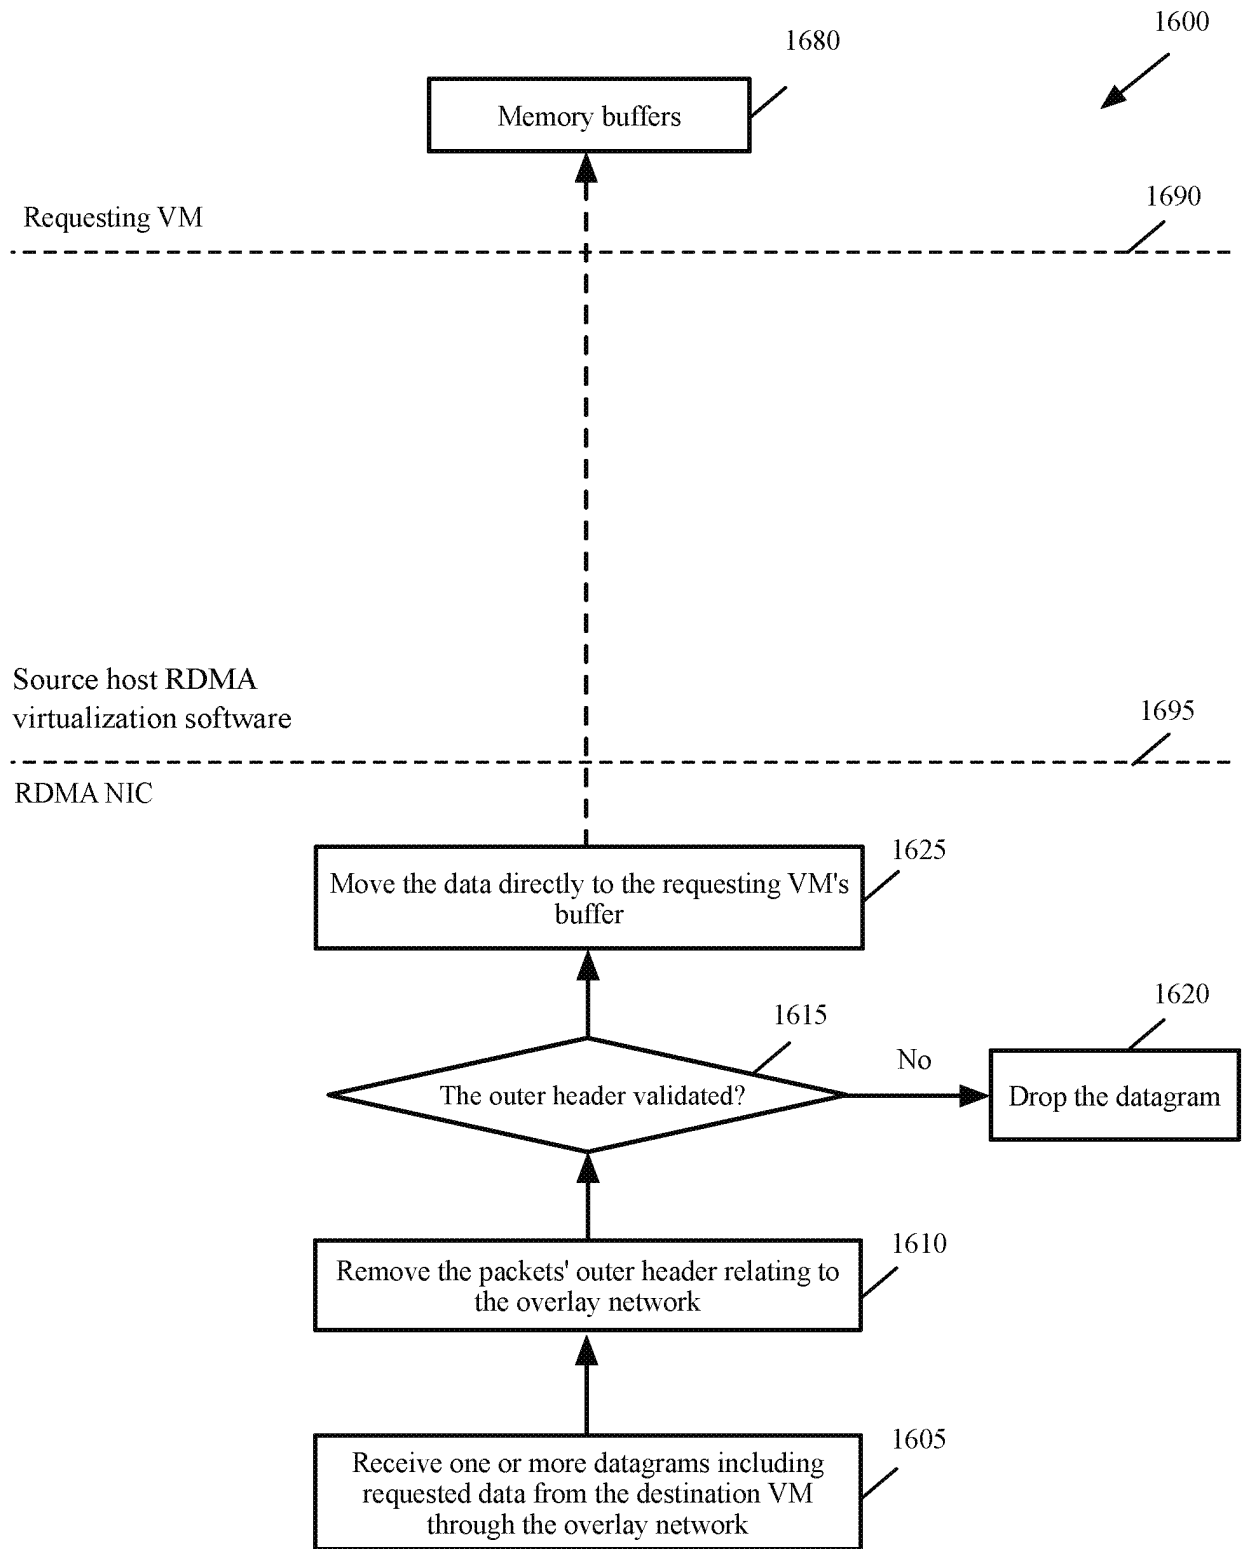 1600
1680
Memory buffers
1690
Requesting VM
Source host RDMA
virtualization software
1695
RDMA NIC
1625
Move the data directly to the requesting VM's
buffer
1620
1615
No
The outer header validated?
Drop the datagram
1610
Remove the packets' outer header relating to
the overlay network
1605
Receive one or more datagrams including
requested data from the destination VM
through the overlay network